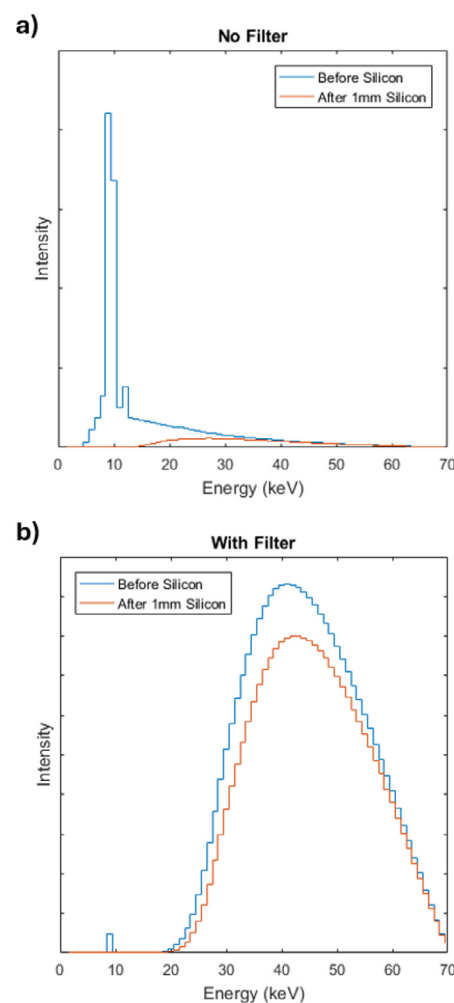 a)
No Filter
Before Silicon
After 1mm Silicon
Intensity
0 10 20 30 40 50 60 70
Energy (keV)
b)
With Filter
Before Silicon
After 1mm Silicon
Intensity
0 10 20 30 40 50 60 70
Energy (keV)